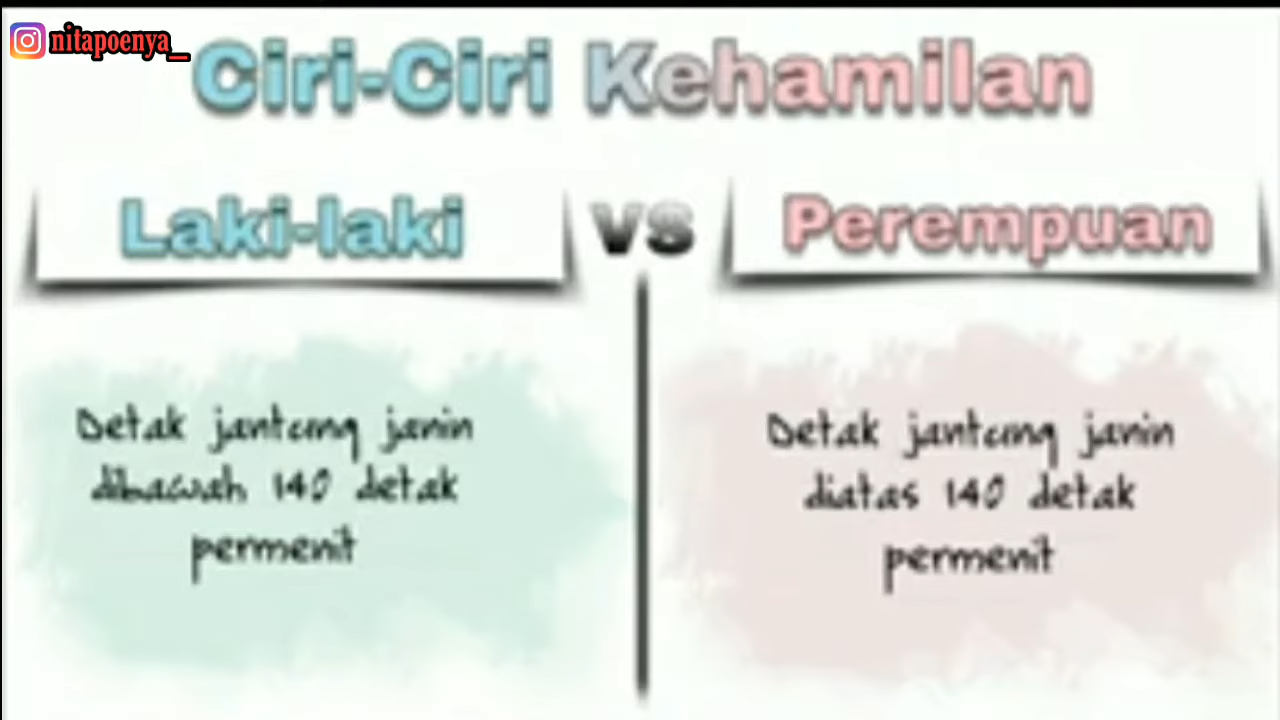 nitapoenya_
Ciri-Ciri Kehamilan
Laki-laki vs Perempuan
Detak jantung janin
dibawah 140 detak
permenit
Detak jantung janin
diatas 140 detak
permenit